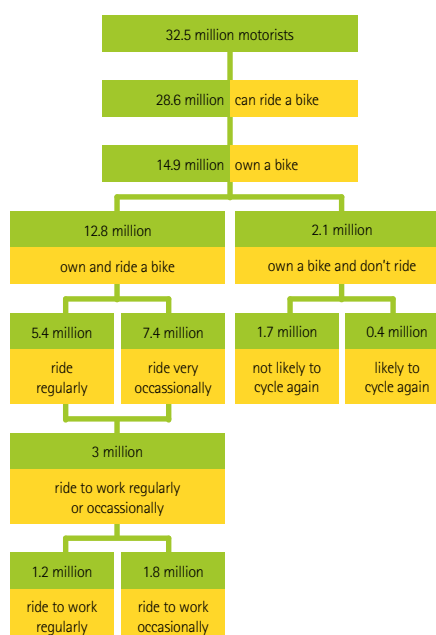 32.5 million motorists
28.6 million can ride a bike
14.9 million own a bike
12.8 million
own and ride a bike
2.1 million
own a bike and don't ride
5.4 million
ride
regularly
7.4 million
ride very
occassionally
1.7 million
not likely to
cycle again
0.4 million
likely to
cycle again
3 million
ride to work regularly
or occassionally
1.2 million
ride to work
regularly
1.8 million
ride to work
occasionally